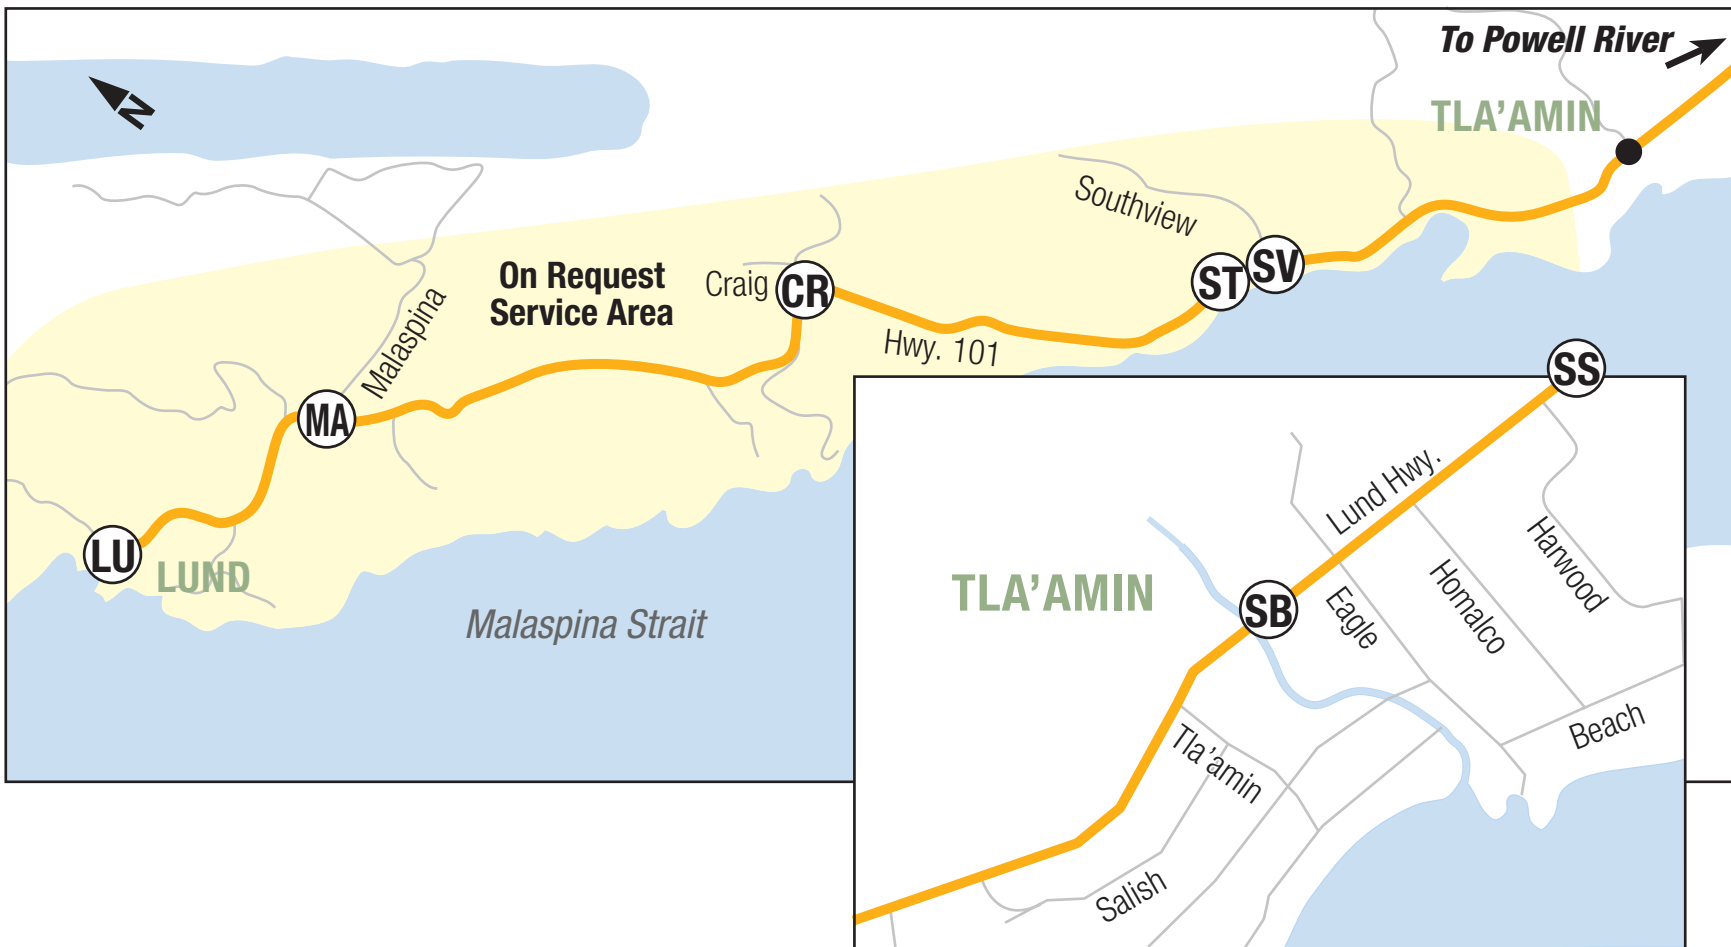 To Powell River
N
TLA'AMIN
Southview
SV
ST
On Request
Service Area
Craig
CR
Malaspina
Hwy. 101
MA
LU
LUND
Malaspina Strait
SS
Lund Hwy.
Harwood
TLA'AMIN
SB
Eagle
Homalco
Beach
Tla'amin
Salish